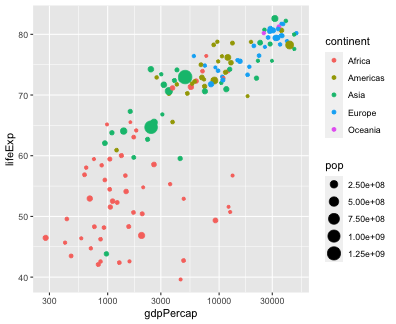 lifeExp
80
70
60
50
40
300
1000
3000
10000
30000
gdpPercap
continent
Africa
Americas
Asia
Europe
Oceania
pop
2.50e+08
5.00e+08
7.50e+08
1.00e+09
1.25e+09